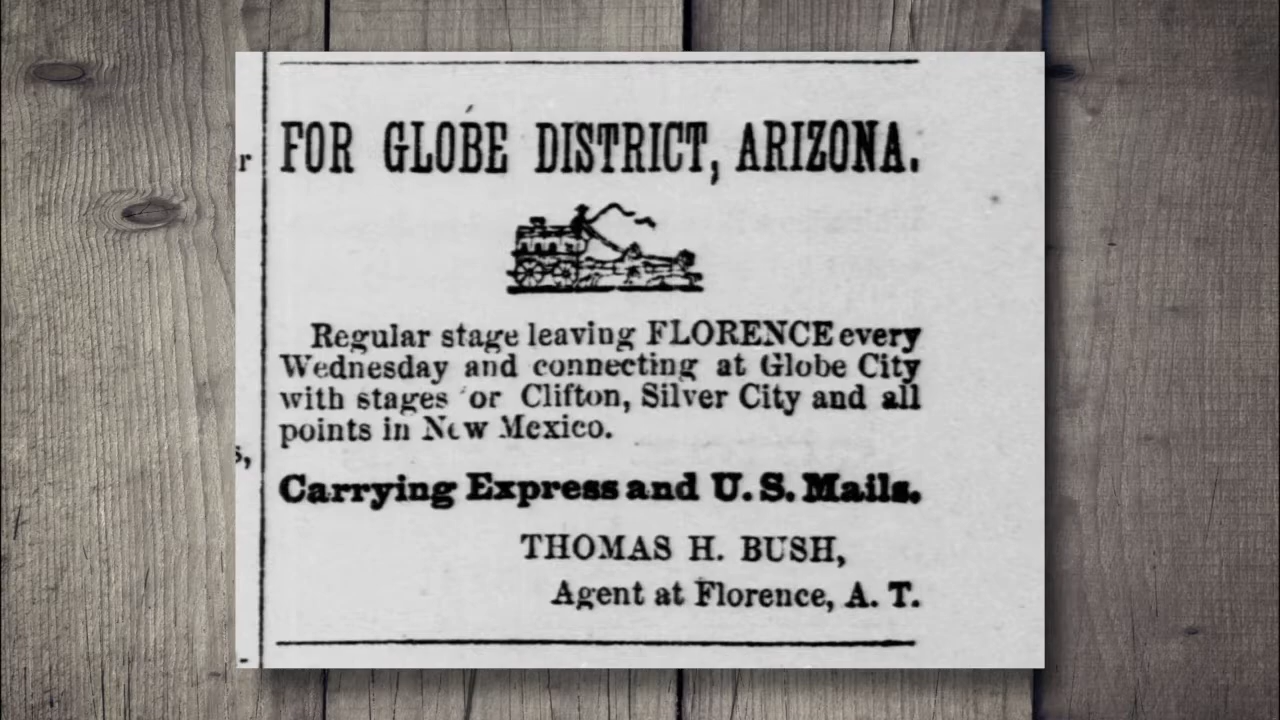 FOR GLOBE DISTRICT, ARIZONA.
r
Regular stage leaving FLORENCE every
Wednesday and connecting at Globe City
with stages or Clifton, Silver City and all
points in New Mexico.
s,
Carrying Express and U. S. Mails.
THOMAS H. BUSH,
Agent at Florence, A. T.
-